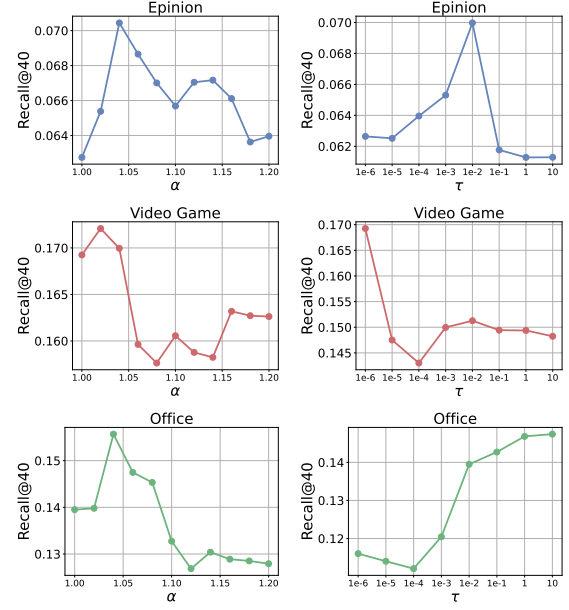 Epinion
Recall@40
0.070
0.068
0.066
0.064
1.00 1.05 1.10 1.15 1.20
α
Epinion
Recall@40
0.070
0.068
0.066
0.064
0.062
1e-6 1e-5 1e-4 1e-3 1e-2 1e-1 1 10
τ
Video Game
Recall@40
0.170
0.165
0.160
1.00 1.05 1.10 1.15 1.20
α
Video Game
Recall@40
0.170
0.165
0.160
0.155
0.150
0.145
1e-6 1e-5 1e-4 1e-3 1e-2 1e-1 1 10
τ
Office
Recall@40
0.15
0.14
0.13
1.00 1.05 1.10 1.15 1.20
α
Office
Recall@40
0.14
0.13
0.12
1e-6 1e-5 1e-4 1e-3 1e-2 1e-1 1 10
τ